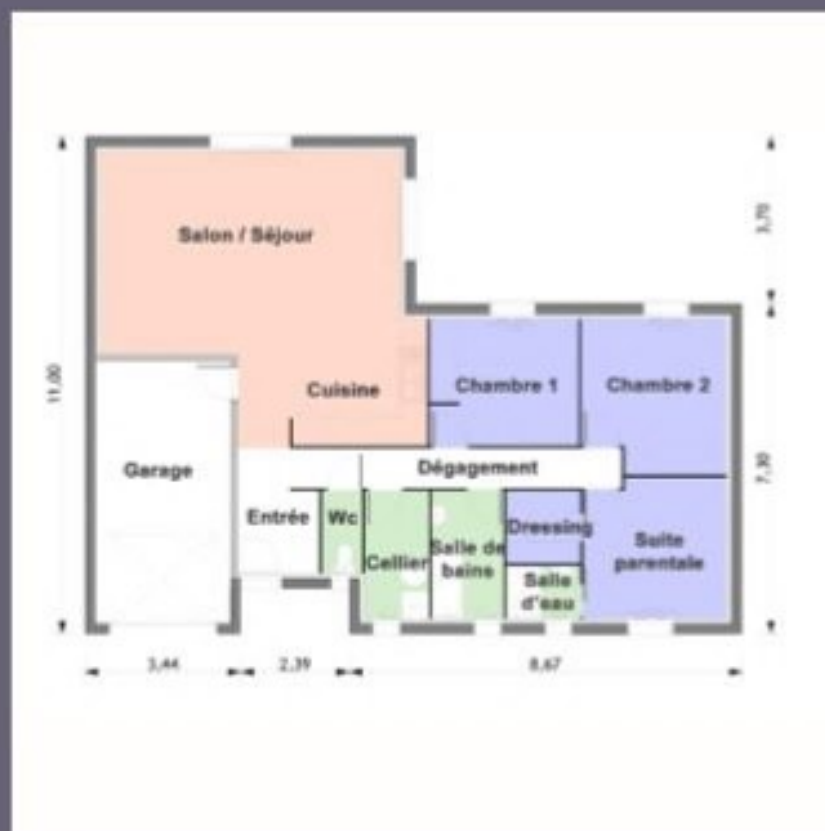 3,70
Salon / Séjour
11,00
Cuisine
Chambre 1
Chambre 2
Garage
Dégagement
7,30
Entrée
Wc
Cellier
Salle de
bains
Dressing
Suite
parentale
Salle
d'eau
3,44
2,39
8,67